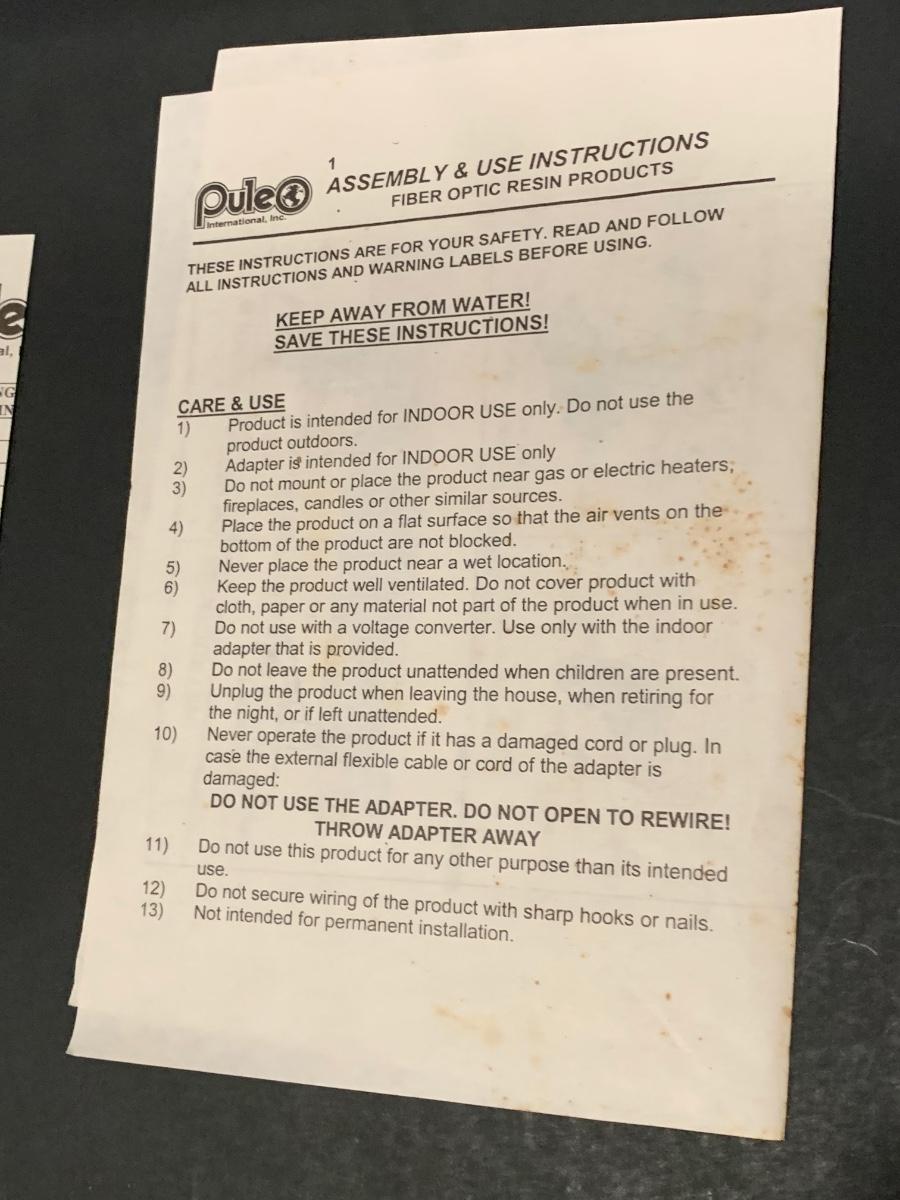 1
ASSEMBLY & USE INSTRUCTIONS
Puleo
International, Inc.
FIBER OPTIC RESIN PRODUCTS
THESE INSTRUCTIONS ARE FOR YOUR SAFETY. READ AND FOLLOW
ALL INSTRUCTIONS AND WARNING LABELS BEFORE USING.
KEEP AWAY FROM WATER!
SAVE THESE INSTRUCTIONS!
CARE & USE
1) Product is intended for INDOOR USE only. Do not use the
product outdoors.
2) Adapter is intended for INDOOR USE only
3) Do not mount or place the product near gas or electric heaters,
fireplaces, candles or other similar sources.
4) Place the product on a flat surface so that the air vents on the
bottom of the product are not blocked.
5) Never place the product near a wet location.
6) Keep the product well ventilated. Do not cover product with
cloth, paper or any material not part of the product when in use.
7) Do not use with a voltage converter. Use only with the indoor
adapter that is provided.
8) Do not leave the product unattended when children are present.
9) Unplug the product when leaving the house, when retiring for
the night, or if left unattended.
10) Never operate the product if it has a damaged cord or plug. In
case the external flexible cable or cord of the adapter is
damaged:
DO NOT USE THE ADAPTER. DO NOT OPEN TO REWIRE!
THROW ADAPTER AWAY
11) Do not use this product for any other purpose than its intended
use.
12) Do not secure wiring of the product with sharp hooks or nails.
13) Not intended for permanent installation.